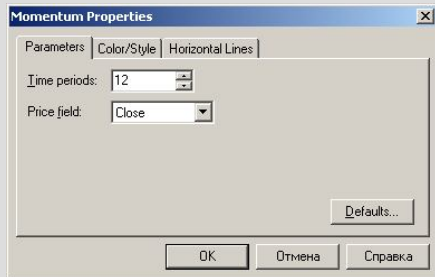 Momentum Properties
Parameters Color/Style Horizontal Lines
Time periods: 12
Price field: Close
Defaults...
OK Отмена Справка